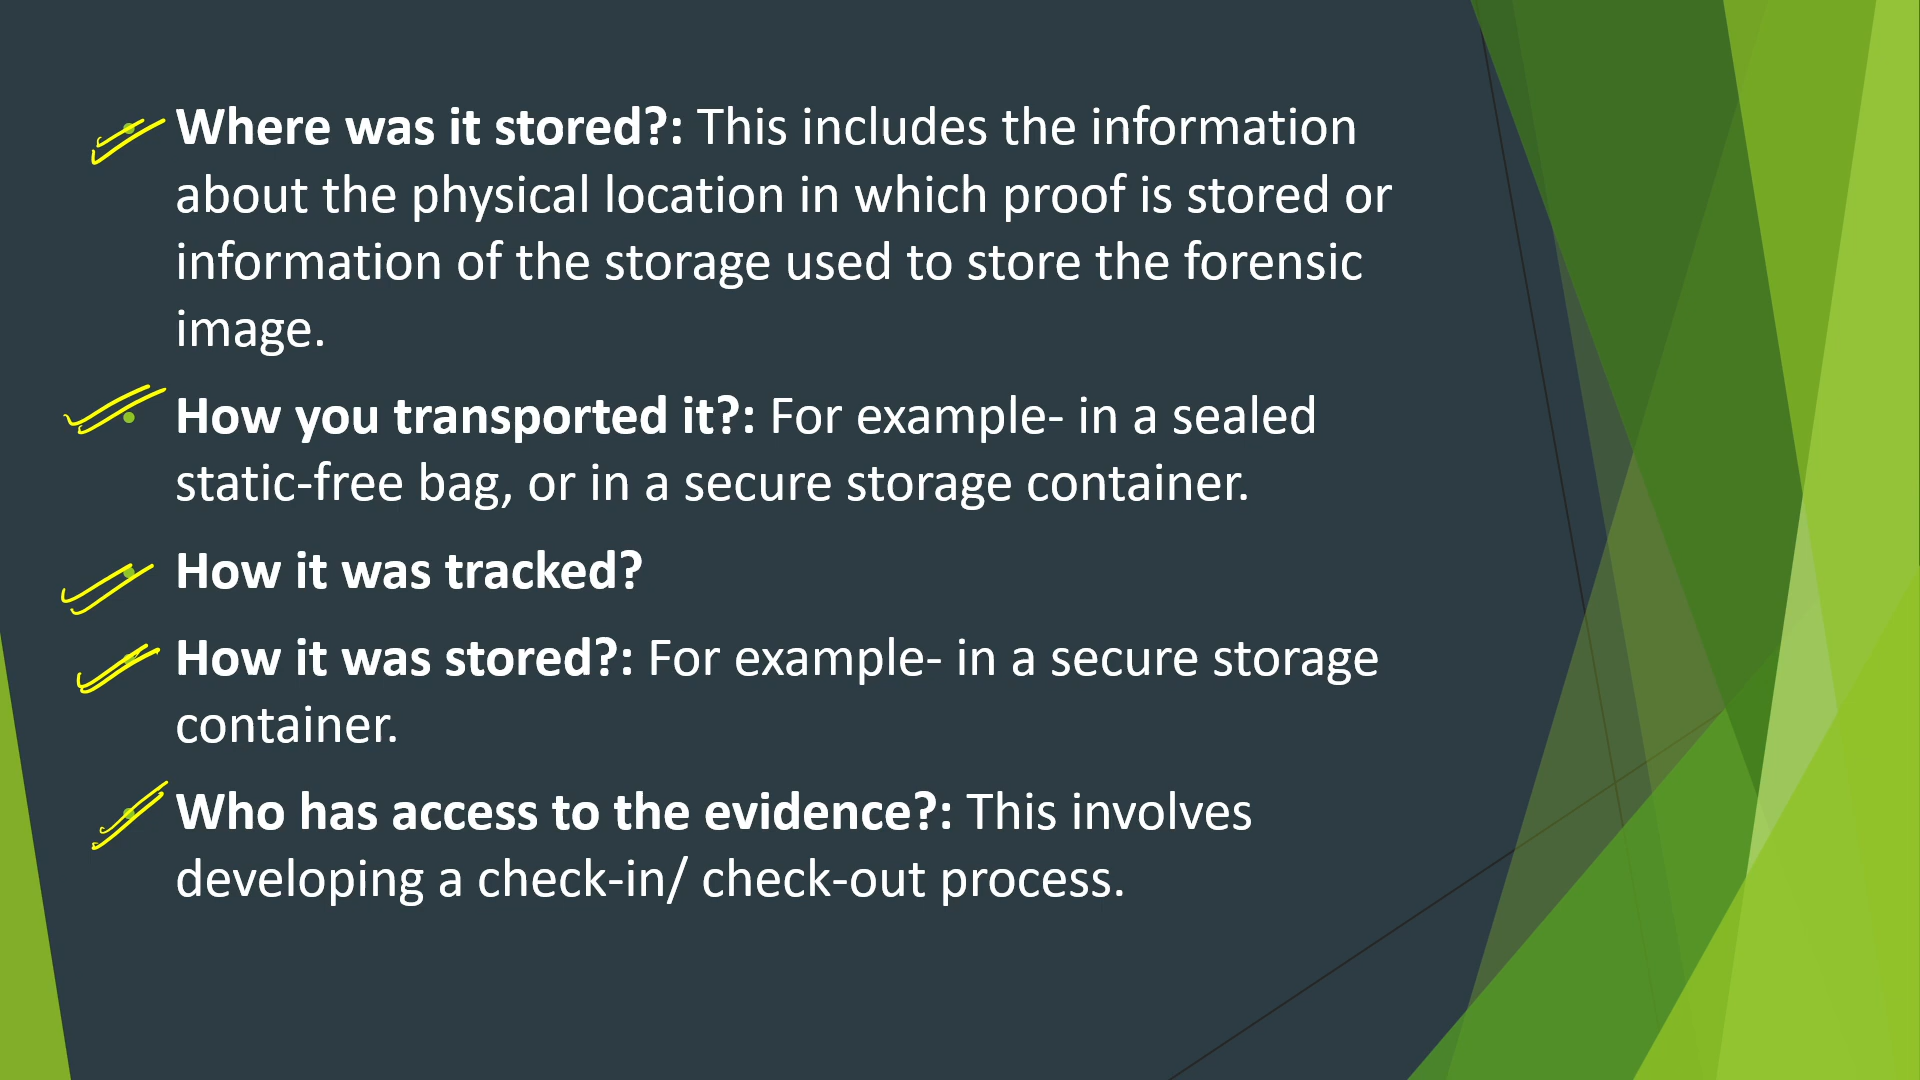 Where was it stored?: This includes the information
about the physical location in which proof is stored or
information of the storage used to store the forensic
image.
How you transported it?: For example- in a sealed
static-free bag, or in a secure storage container.
How it was tracked?
How it was stored?: For example- in a secure storage
container.
Who has access to the evidence?: This involves
developing a check-in/ check-out process.